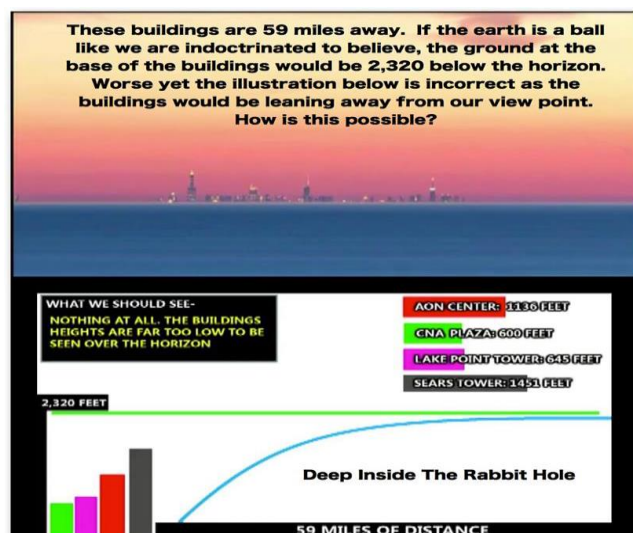 These buildings are 59 miles away. If the earth is a ball
like we are indoctrinated to believe, the ground at the
base of the buildings would be 2,320 below the horizon.
Worse yet the illustration below is incorrect as the
buildings would be leaning away from our view point.
How is this possible?
WHAT WE SHOULD SEE-
NOTHING AT ALL. THE BUILDINGS
HEIGHTS ARE FAR TOO LOW TO BE
SEEN OVER THE HORIZON
AON CENTER: 1136 FEET
CNA PLAZA: 600 FEET
LAKE POINT TOWER: 645 FEET
SEARS TOWER: 1451 FEET
2,320 FEET
Deep Inside The Rabbit Hole
59 MILES OF DISTANCE